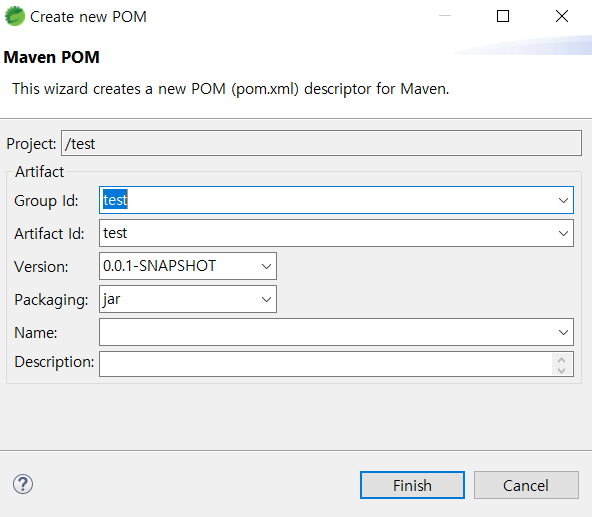 Create new POM
Maven POM
This wizard creates a new POM (pom.xml) descriptor for Maven.
Project: /test
Artifact
Group Id: test
Artifact Id: test
Version: 0.0.1-SNAPSHOT
Packaging: jar
Name:
Description:
?
Finish Cancel